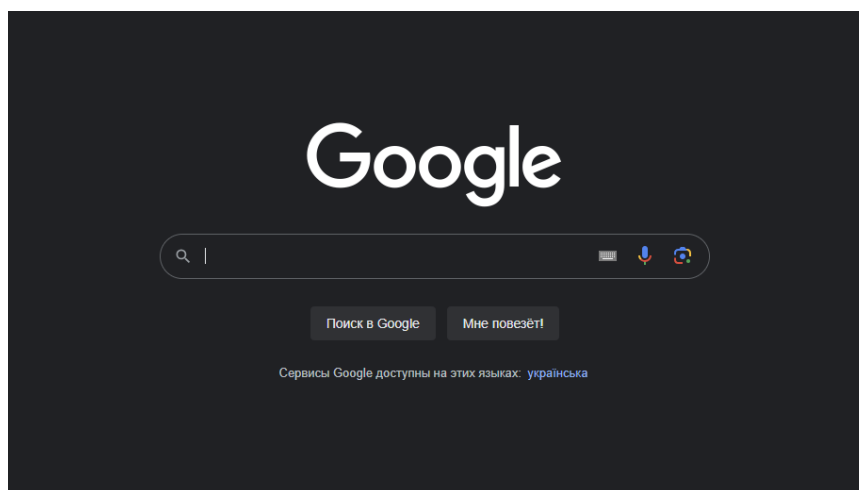 Google
Поиск в Google
Мне повезёт!
Сервисы Google доступны на этих языках: українська